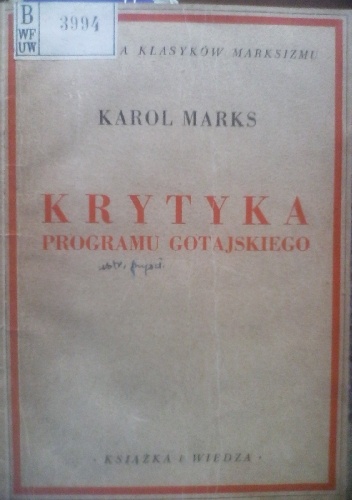 B
WF
UW
3994
A KLASYKÓW MARKSIZMU
KAROL MARKS
KRYTYKA
PROGRAMU GOTAJSKIEGO
· KSIĄŻKA i WIEDZA ·